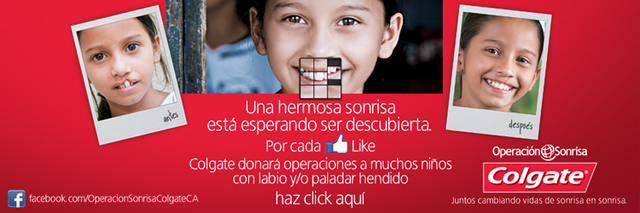 antes
Una hermosa sonrisa
está esperando ser descubierta.
Por cada Like
Colgate donará operaciones a muchos niños
con labio y/o paladar hendido
haz click aquí
después
Operación Sonrisa
Colgate
Juntos cambiando vidas de sonrisa en sonrisa.
f facebook.com/OperacionSonrisaColgateCA